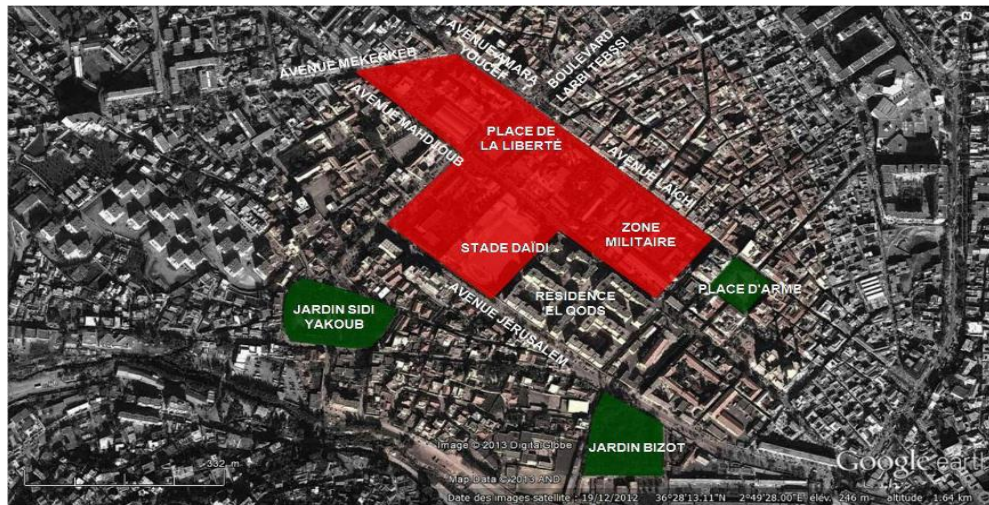 AVENUE AMARA
YOUCEF
BOULEVARD
LARBI TEBSSI
AVENUE MEKERKEB
AVENUE MAHDJOUB
PLACE DE
LA LIBERTÉ
AVENUE LAÏCHI
ZONE
MILITAIRE
STADE DAÏDI
PLACE D'ARME
RESIDENCE
EL QODS
AVENUE JÉRUSALEM
JARDIN SIDI
YAKOUB
JARDIN BIZOT
Image © 2013 DigitalGlobe
Map Data © 2013 AND
332 m
Google earth
Date des images satellite : 19/12/2012 36°28'13.11"N 2°49'28.00"E élév. 246 m altitude 1.64 km